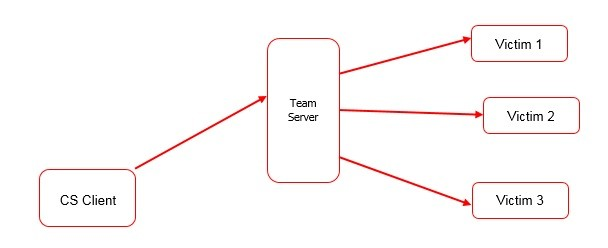 Victim 1
Team
Server
Victim 2
CS Client
Victim 3